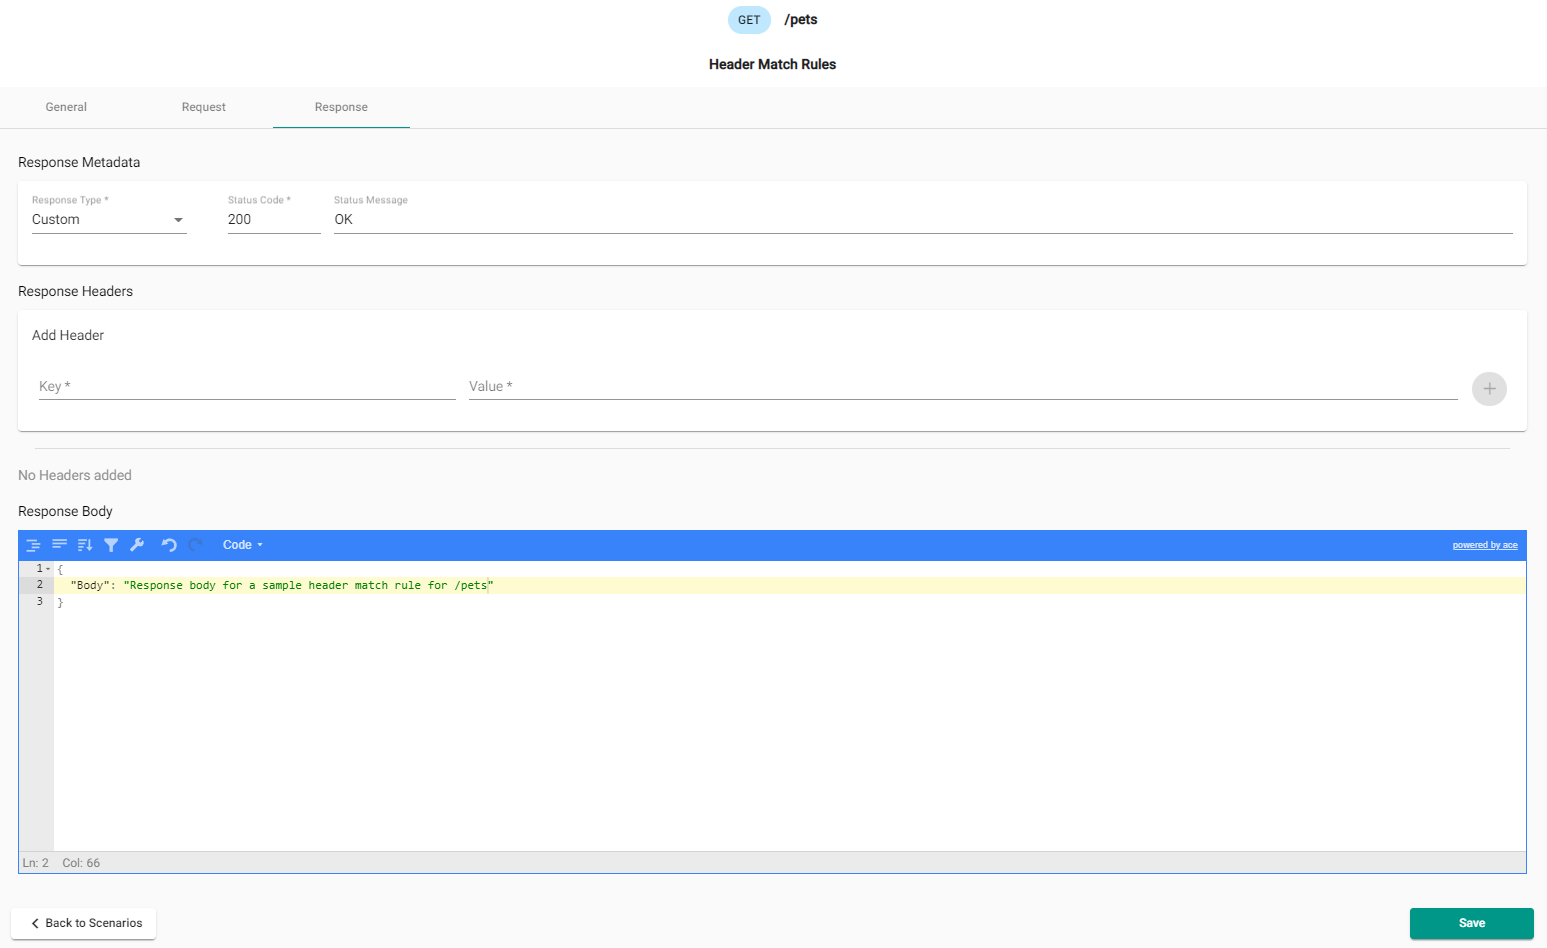 GET /pets
Header Match Rules
General Request Response
Response Metadata
Response Type * Status Code * Status Message
Custom 200 OK
Response Headers
Add Header
Key * Value *
No Headers added
Response Body
Code powered by ace
1 {
2 "Body": "Response body for a sample header match rule for /pets"
3 }
Ln: 2 Col: 66
Back to Scenarios Save